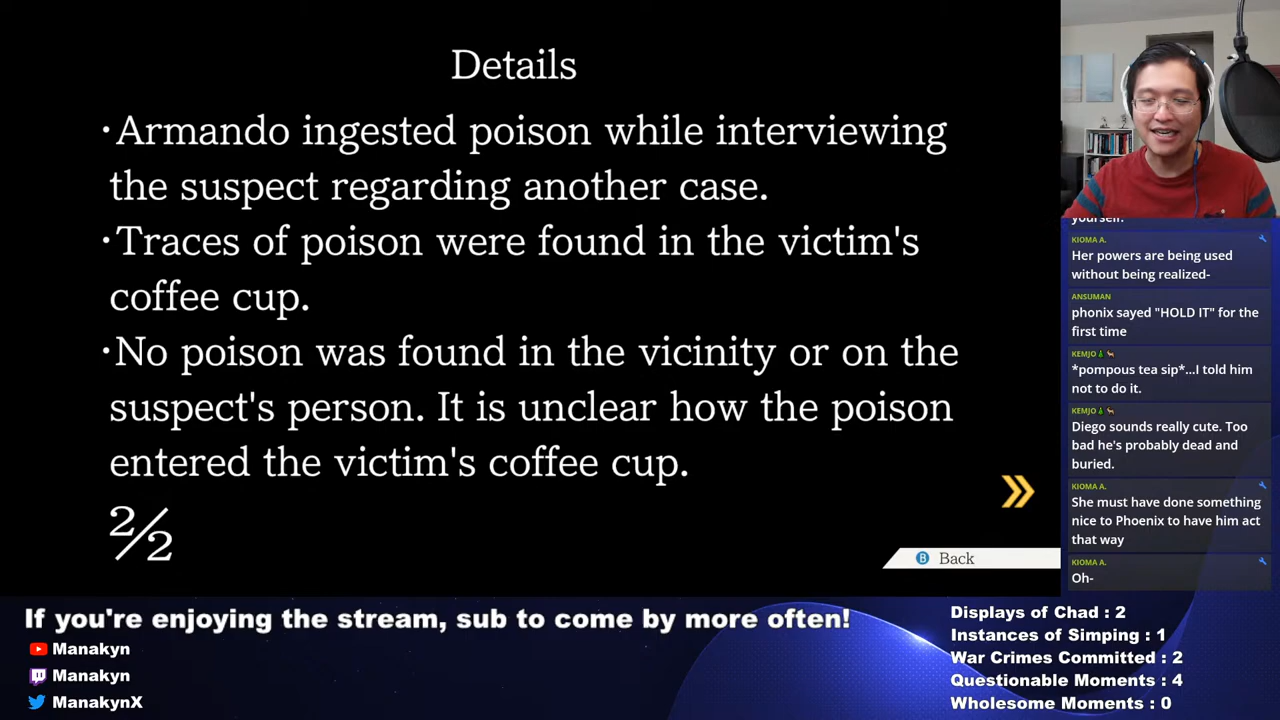 Details
·Armando ingested poison while interviewing
the suspect regarding another case.
·Traces of poison were found in the victim's
coffee cup.
·No poison was found in the vicinity or on the
suspect's person. It is unclear how the poison
entered the victim's coffee cup.
2/2
B Back
yourself.
KIOMA A.
Her powers are being used
without being realized-
ANSUMAN
phonix sayed "HOLD IT" for the
first time
KEMJO
*pompous tea sip*...I told him
not to do it.
KEMJO
Diego sounds really cute. Too
bad he's probably dead and
buried.
KIOMA A.
She must have done something
nice to Phoenix to have him act
that way
KIOMA A.
Oh-
If you're enjoying the stream, sub to come by more often!
Manakyn
Manakyn
ManakynX
Displays of Chad : 2
Instances of Simping : 1
War Crimes Committed : 2
Questionable Moments : 4
Wholesome Moments : 0